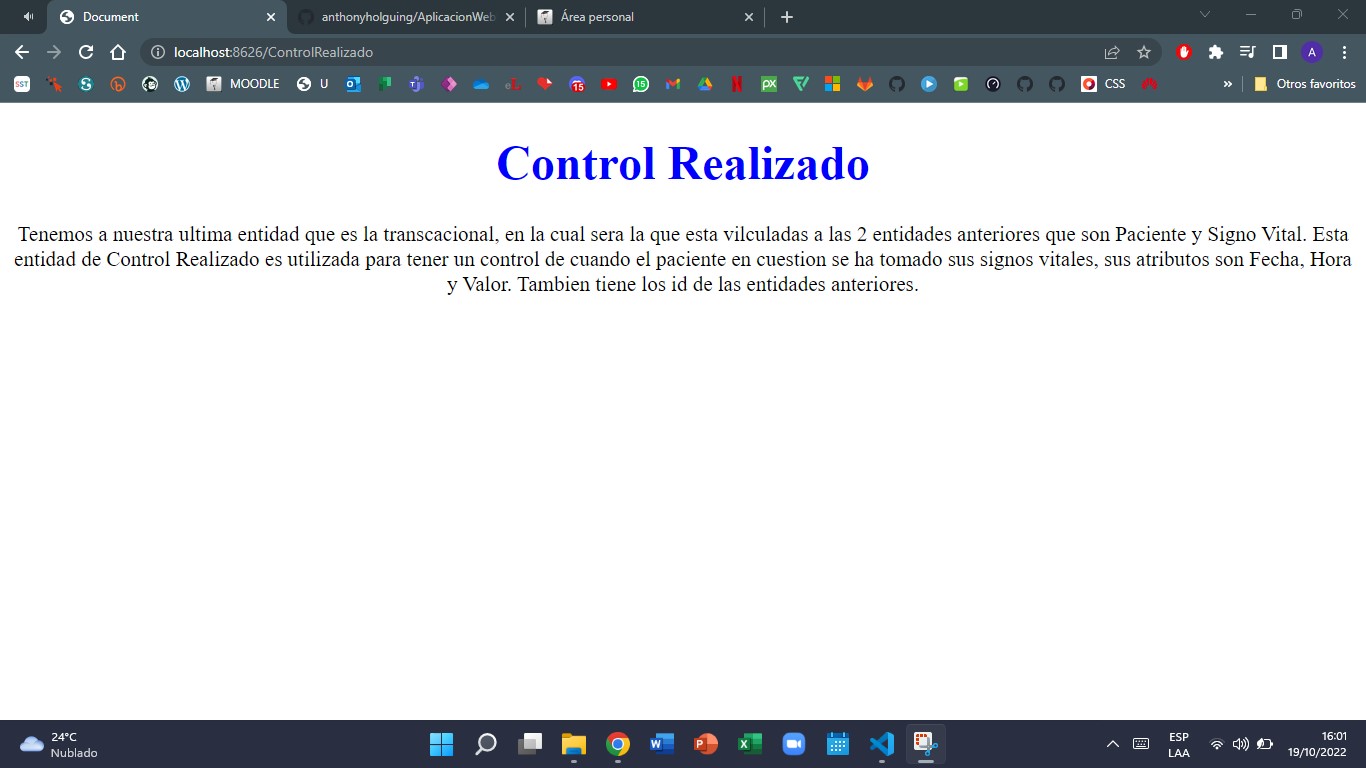 Document
anthonyholguing/AplicacionWeb
Área personal
localhost:8626/ControlRealizado
A
SST
MOODLE
U
15
15
px
CSS
»
Otros favoritos
Control Realizado
Tenemos a nuestra ultima entidad que es la transcacional, en la cual sera la que esta vilculadas a las 2 entidades anteriores que son Paciente y Signo Vital. Esta
entidad de Control Realizado es utilizada para tener un control de cuando el paciente en cuestion se ha tomado sus signos vitales, sus atributos son Fecha, Hora
y Valor. Tambien tiene los id de las entidades anteriores.
24°C
Nublado
ESP
LAA
16:01
19/10/2022